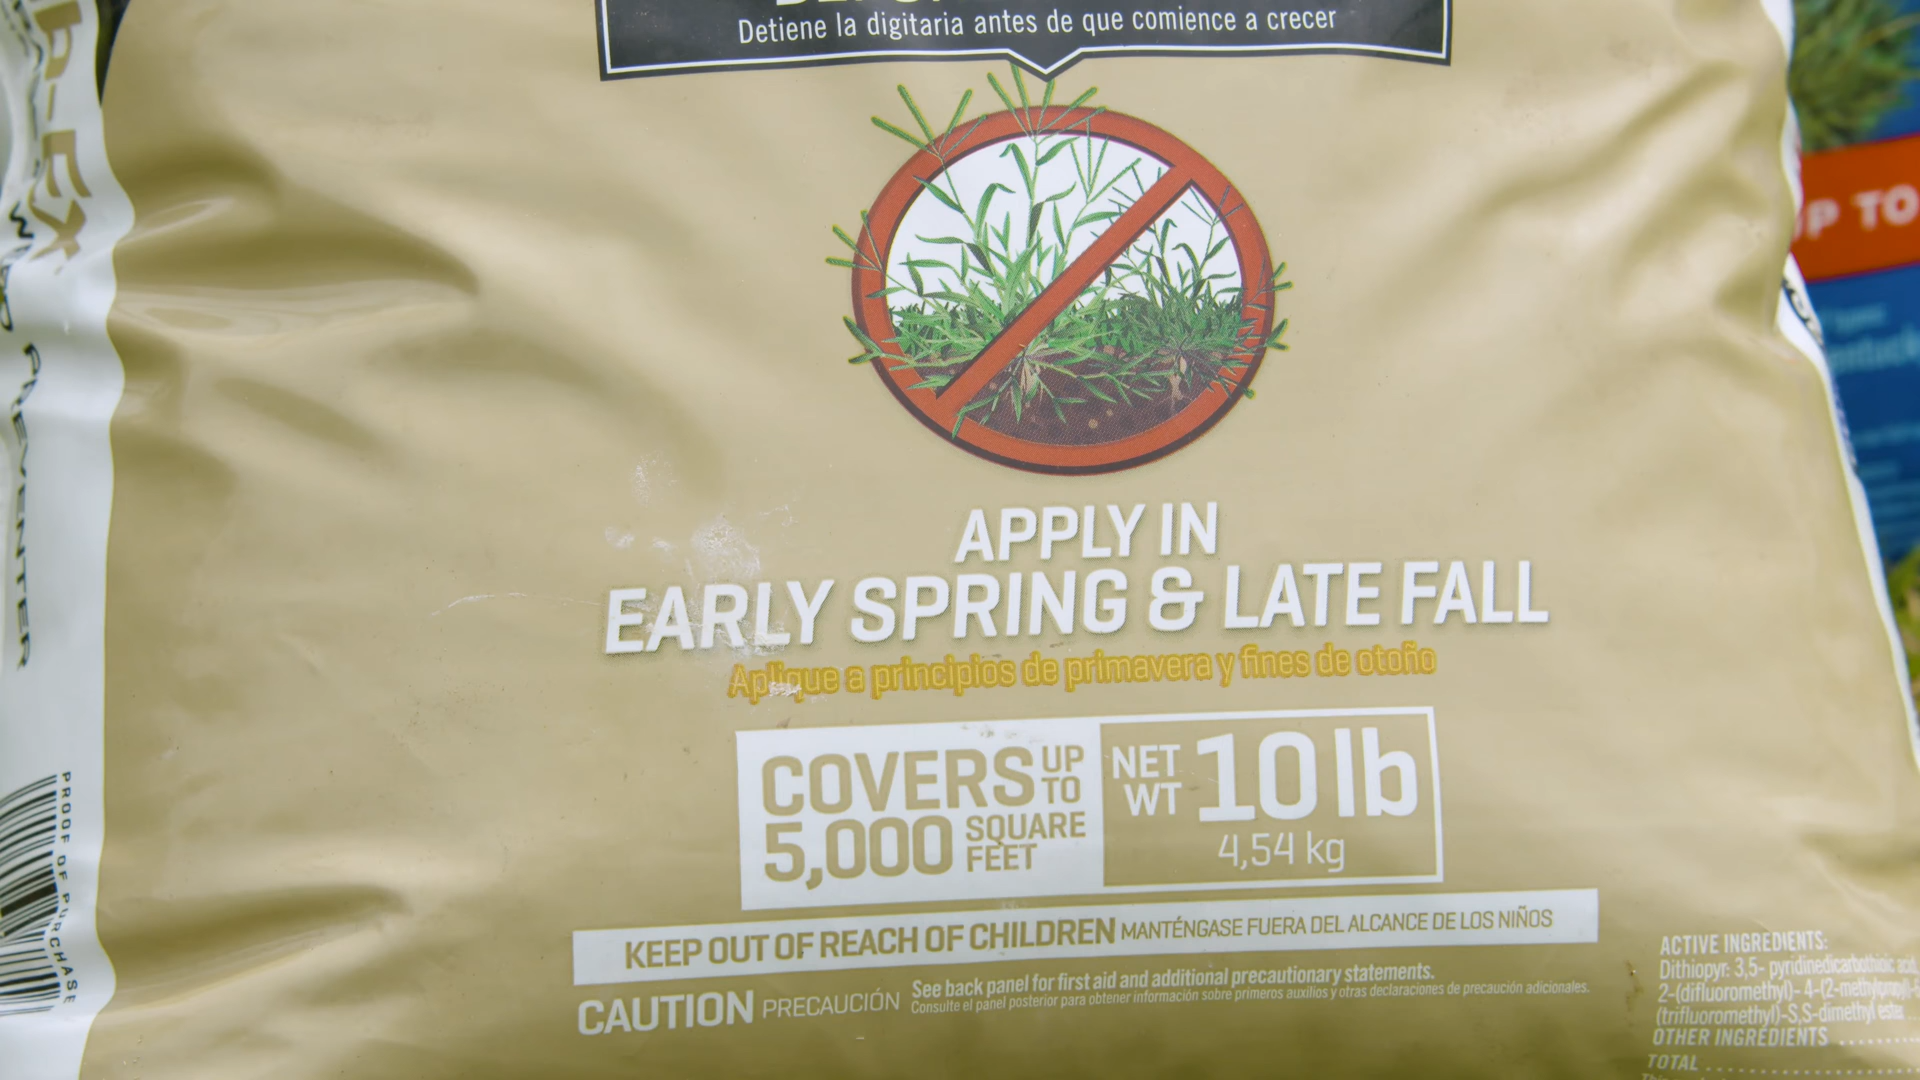 Detiene la digitaria antes de que comience a crecer
APPLY IN
EARLY SPRING & LATE FALL
Aplique a principios de primavera y fines de otoño
COVERS UP TO
5,000 SQUARE FEET
NET WT 10 lb
4,54 kg
KEEP OUT OF REACH OF CHILDREN MANTÉNGASE FUERA DEL ALCANCE DE LOS NIÑOS
CAUTION PRECAUCIÓN
See back panel for first aid and additional precautionary statements.
Consulte el panel posterior para obtener información sobre primeros auxilios y otras declaraciones de precaución adicionales.
ACTIVE INGREDIENTS:
Dithiopyr: 3,5- pyridinedicarbothioic acid,
2-(difluoromethyl)- 4-(2-methylpropyl)-6-
(trifluoromethyl)-S,S-dimethyl ester
OTHER INGREDIENTS
TOTAL
PREVENTER
PROOF OF PURCHASE
TO